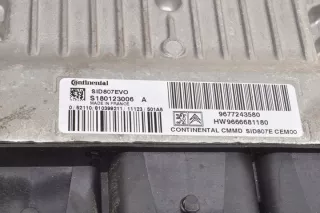 Continental
SID807EVO
S180123006 A
MADE IN FRANCE
9677243580
HW9666681180
CONTINENTAL CMMD SID807E CEM00